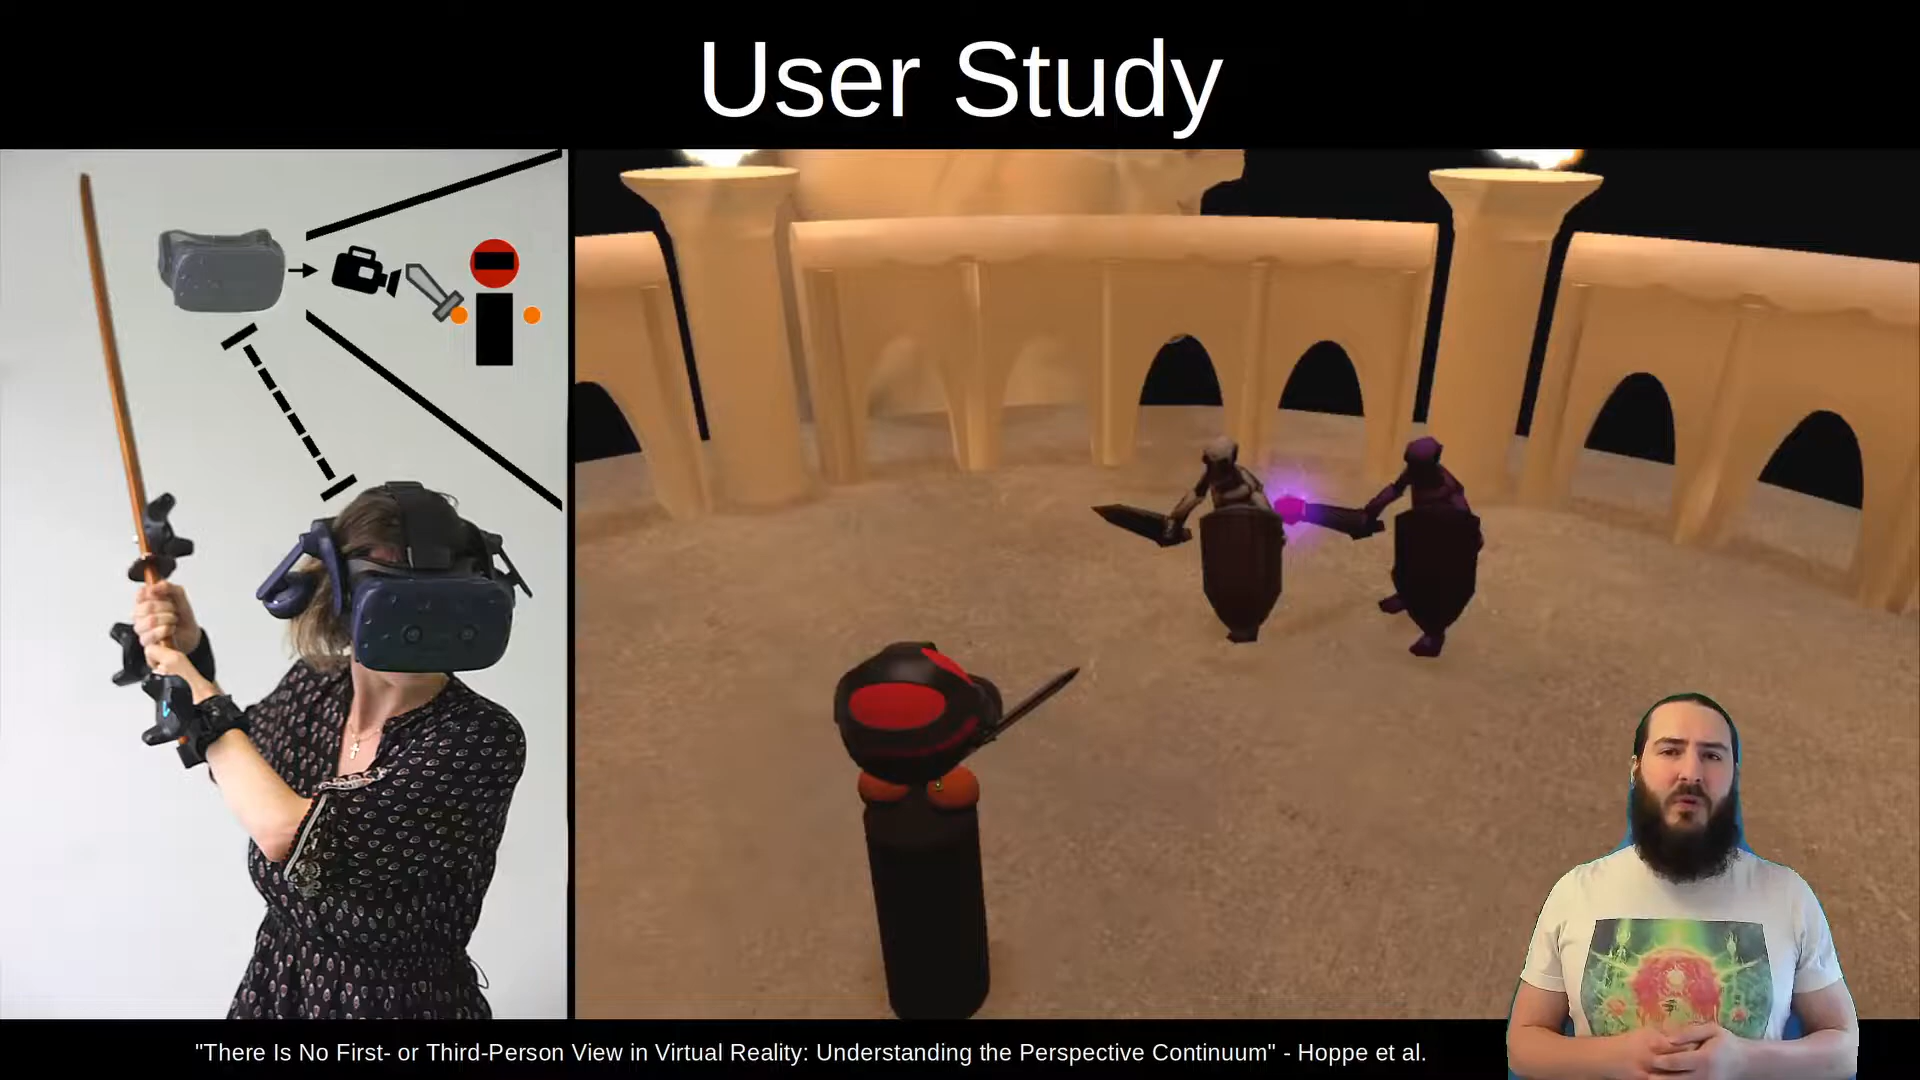 User Study
"There Is No First- or Third-Person View in Virtual Reality: Understanding the Perspective Continuum" - Hoppe et al.